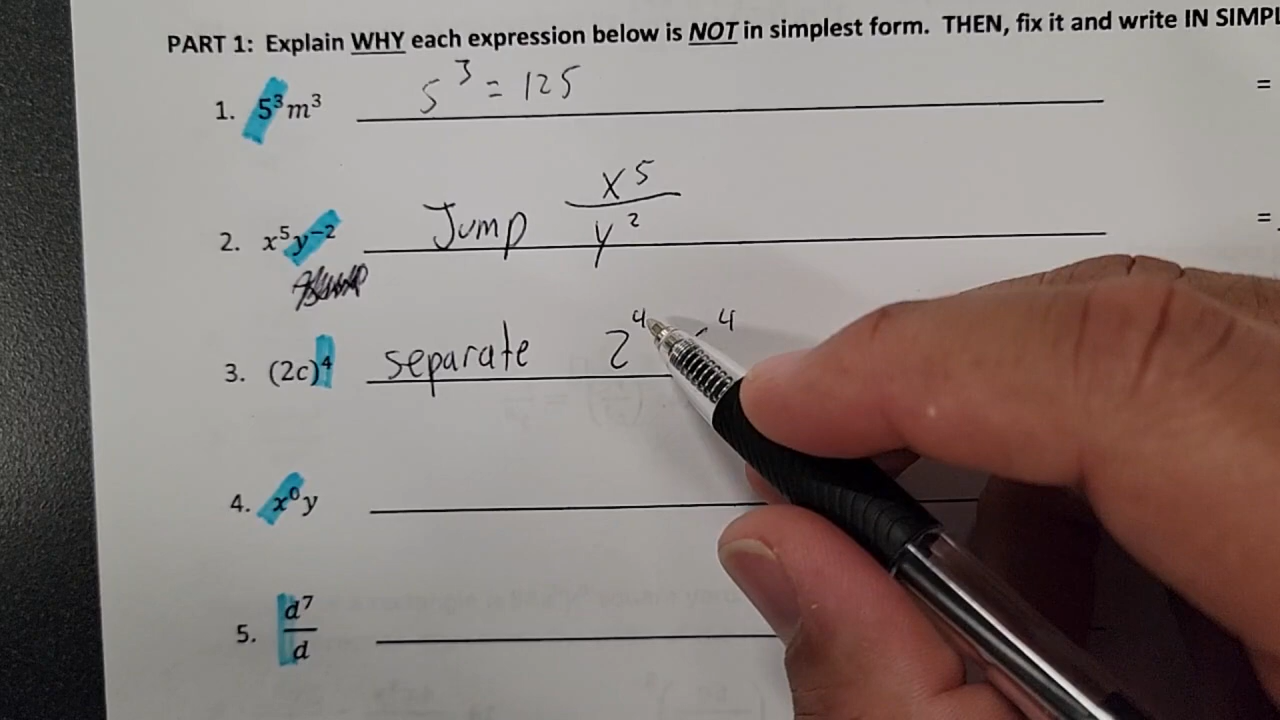 PART 1: Explain WHY each expression below is NOT in simplest form. THEN, fix it and write IN SIMPL
1. 5³m³ 5³ = 125 =
2. x⁵y⁻² Jump x⁵/y² =
3. (2c)⁴ separate 2⁴ ⁴
4. x⁰y
5. d⁷/d